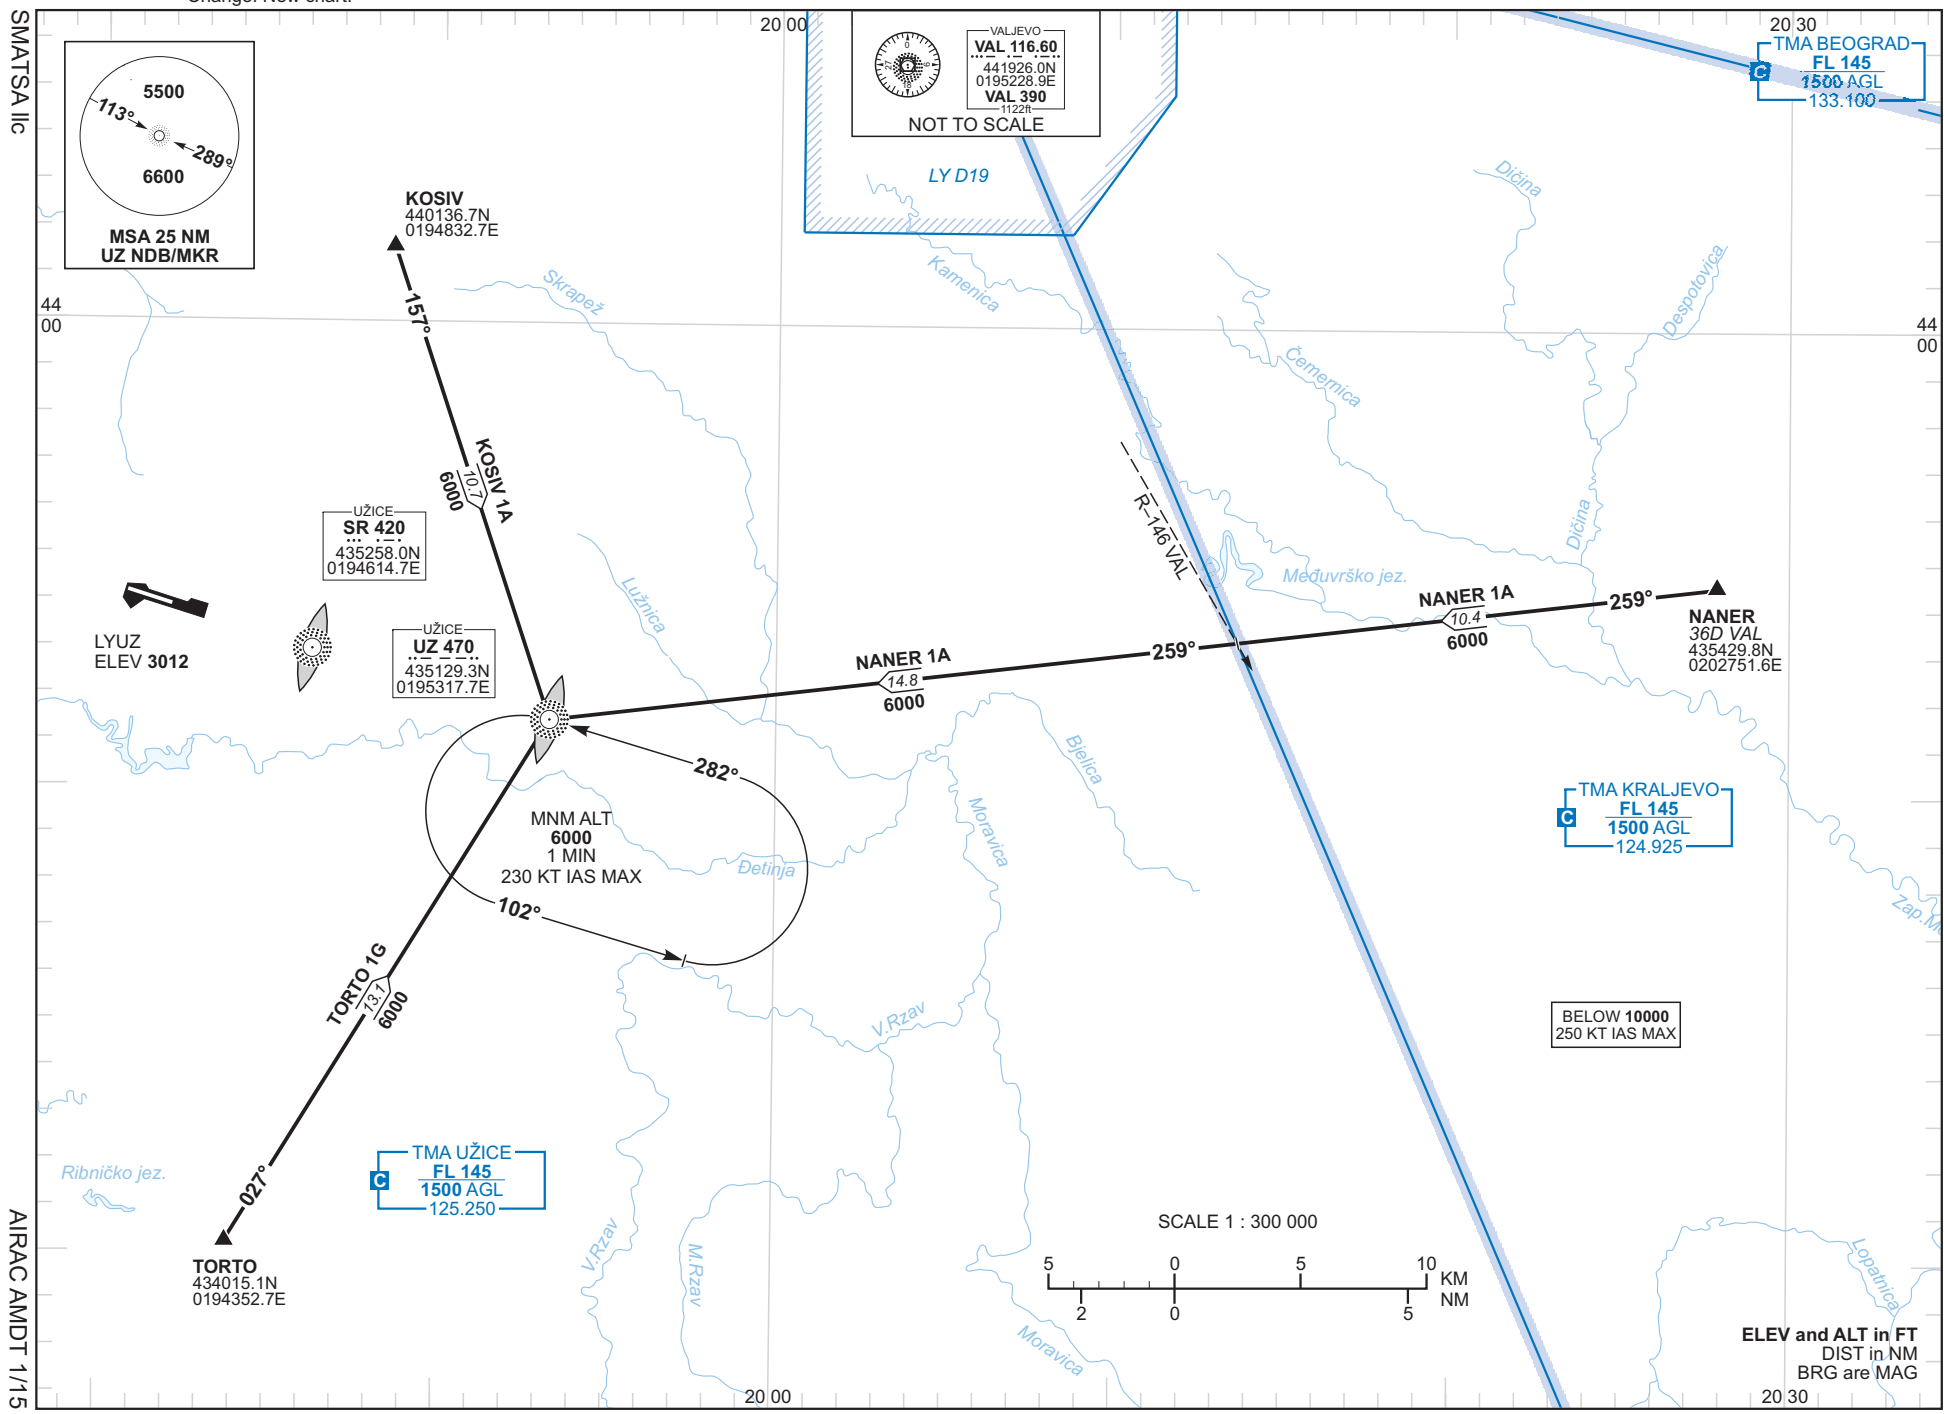 SMATSA llc
5500
113°
289°
6600
MSA 25 NM
UZ NDB/MKR
20 00
VALJEVO
VAL 116.60
441926.0N
0195228.9E
VAL 390
1122ft
0
9
18
27
NOT TO SCALE
20 30
TMA BEOGRAD
C
FL 145
1500 AGL
133.100
LY D19
KOSIV
440136.7N
0194832.7E
Dičina
Despotovica
Skrapež
Kamenica
44
00
44
00
157°
Čemernica
KOSIV 1A
10.7
6000
R–146 VAL
Dičina
UŽICE
SR 420
435258.0N
0194614.7E
Lužnica
Međuvrško jez.
NANER 1A
10.4
6000
259°
NANER
36D VAL
435429.8N
0202751.6E
LYUZ
ELEV 3012
UŽICE
UZ 470
435129.3N
0195317.7E
NANER 1A
14.8
6000
259°
282°
Bjelica
MNM ALT
6000
1 MIN
230 KT IAS MAX
Moravica
Đetinja
102°
TMA KRALJEVO
C
FL 145
1500 AGL
124.925
TORTO 1G
13.1
6000
V.Rzav
BELOW 10000
250 KT IAS MAX
027°
Ribničko jez.
TMA UŽICE
C
FL 145
1500 AGL
125.250
TORTO
434015.1N
0194352.7E
V.Rzav
M.Rzav
SCALE 1 : 300 000
5 0 5 10 KM
2 0 5 NM
Moravica
Lopatnica
ELEV and ALT in FT
DIST in NM
BRG are MAG
20 00
20 30
AIRAC AMDT 1/15